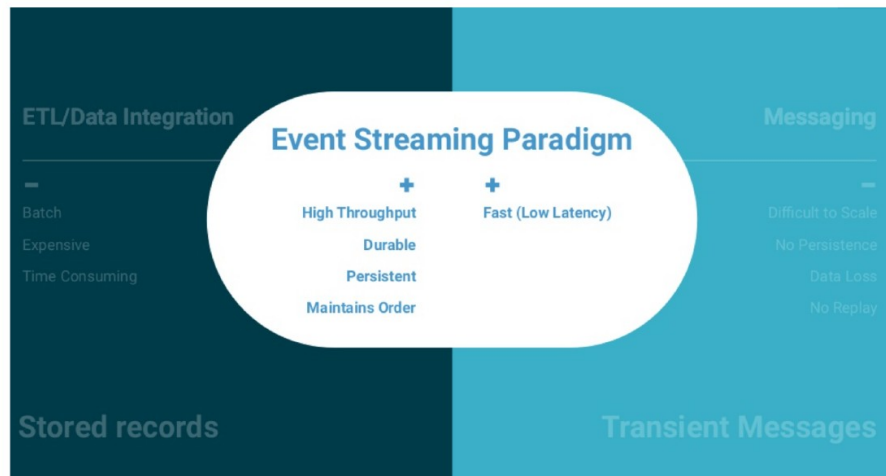 ETL/Data Integration
Messaging
Event Streaming Paradigm
High Throughput
Durable
Persistent
Maintains Order
Fast (Low Latency)
Batch
Expensive
Time Consuming
Difficult to Scale
No Persistence
Data Loss
No Replay
Stored records
Transient Messages